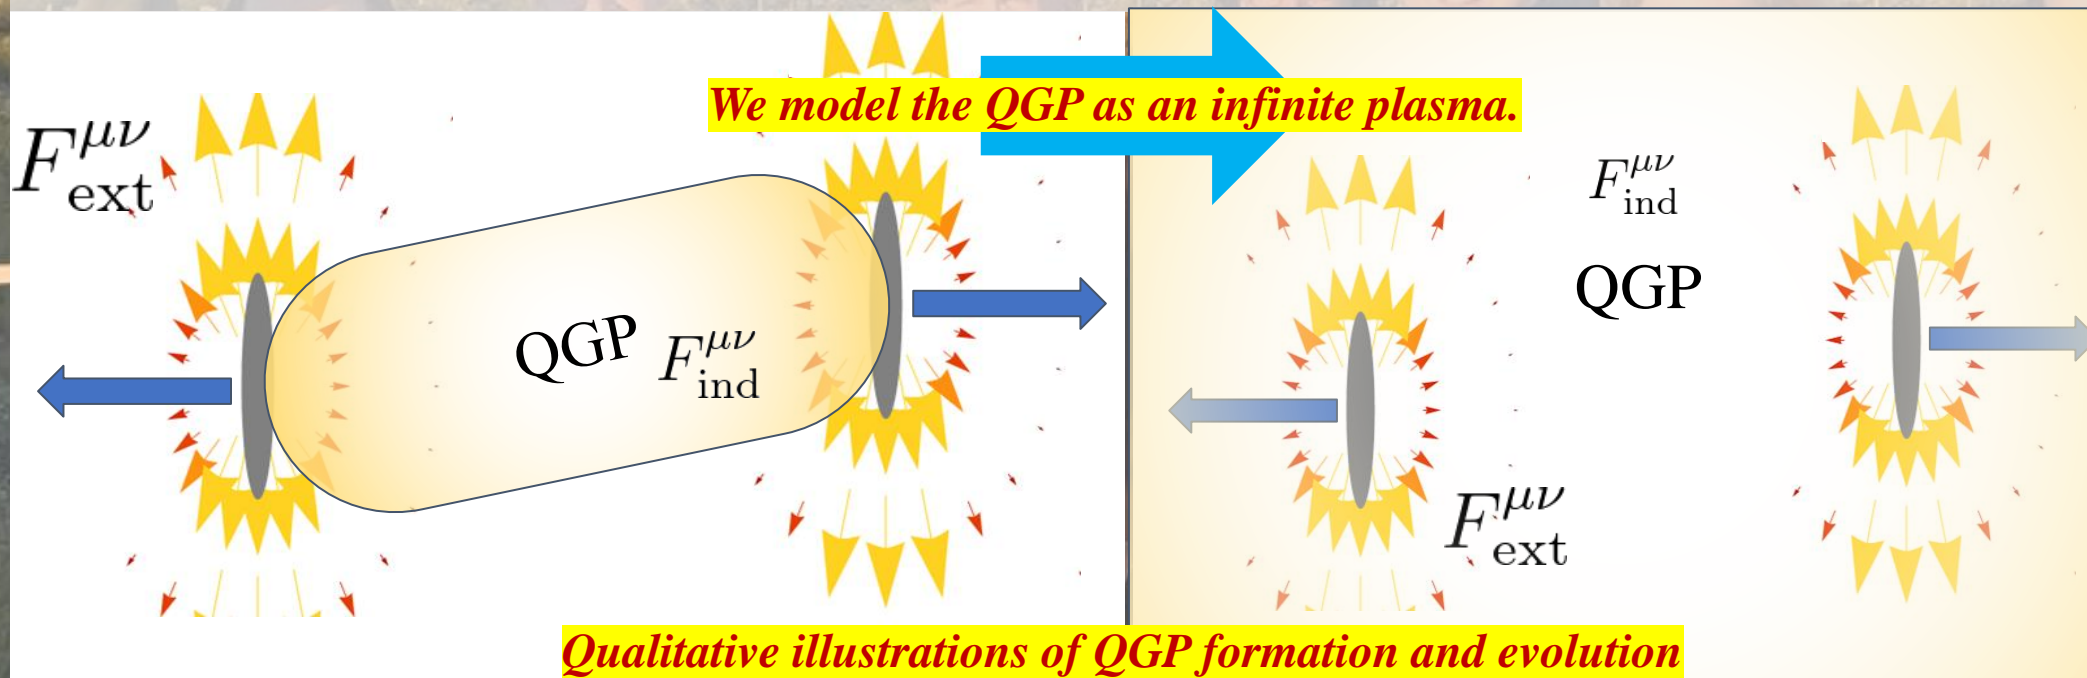 We model the QGP as an infinite plasma.
F^{μν}_{ext}
QGP F^{μν}_{ind}
F^{μν}_{ind}
QGP
F^{μν}_{ext}
Qualitative illustrations of QGP formation and evolution